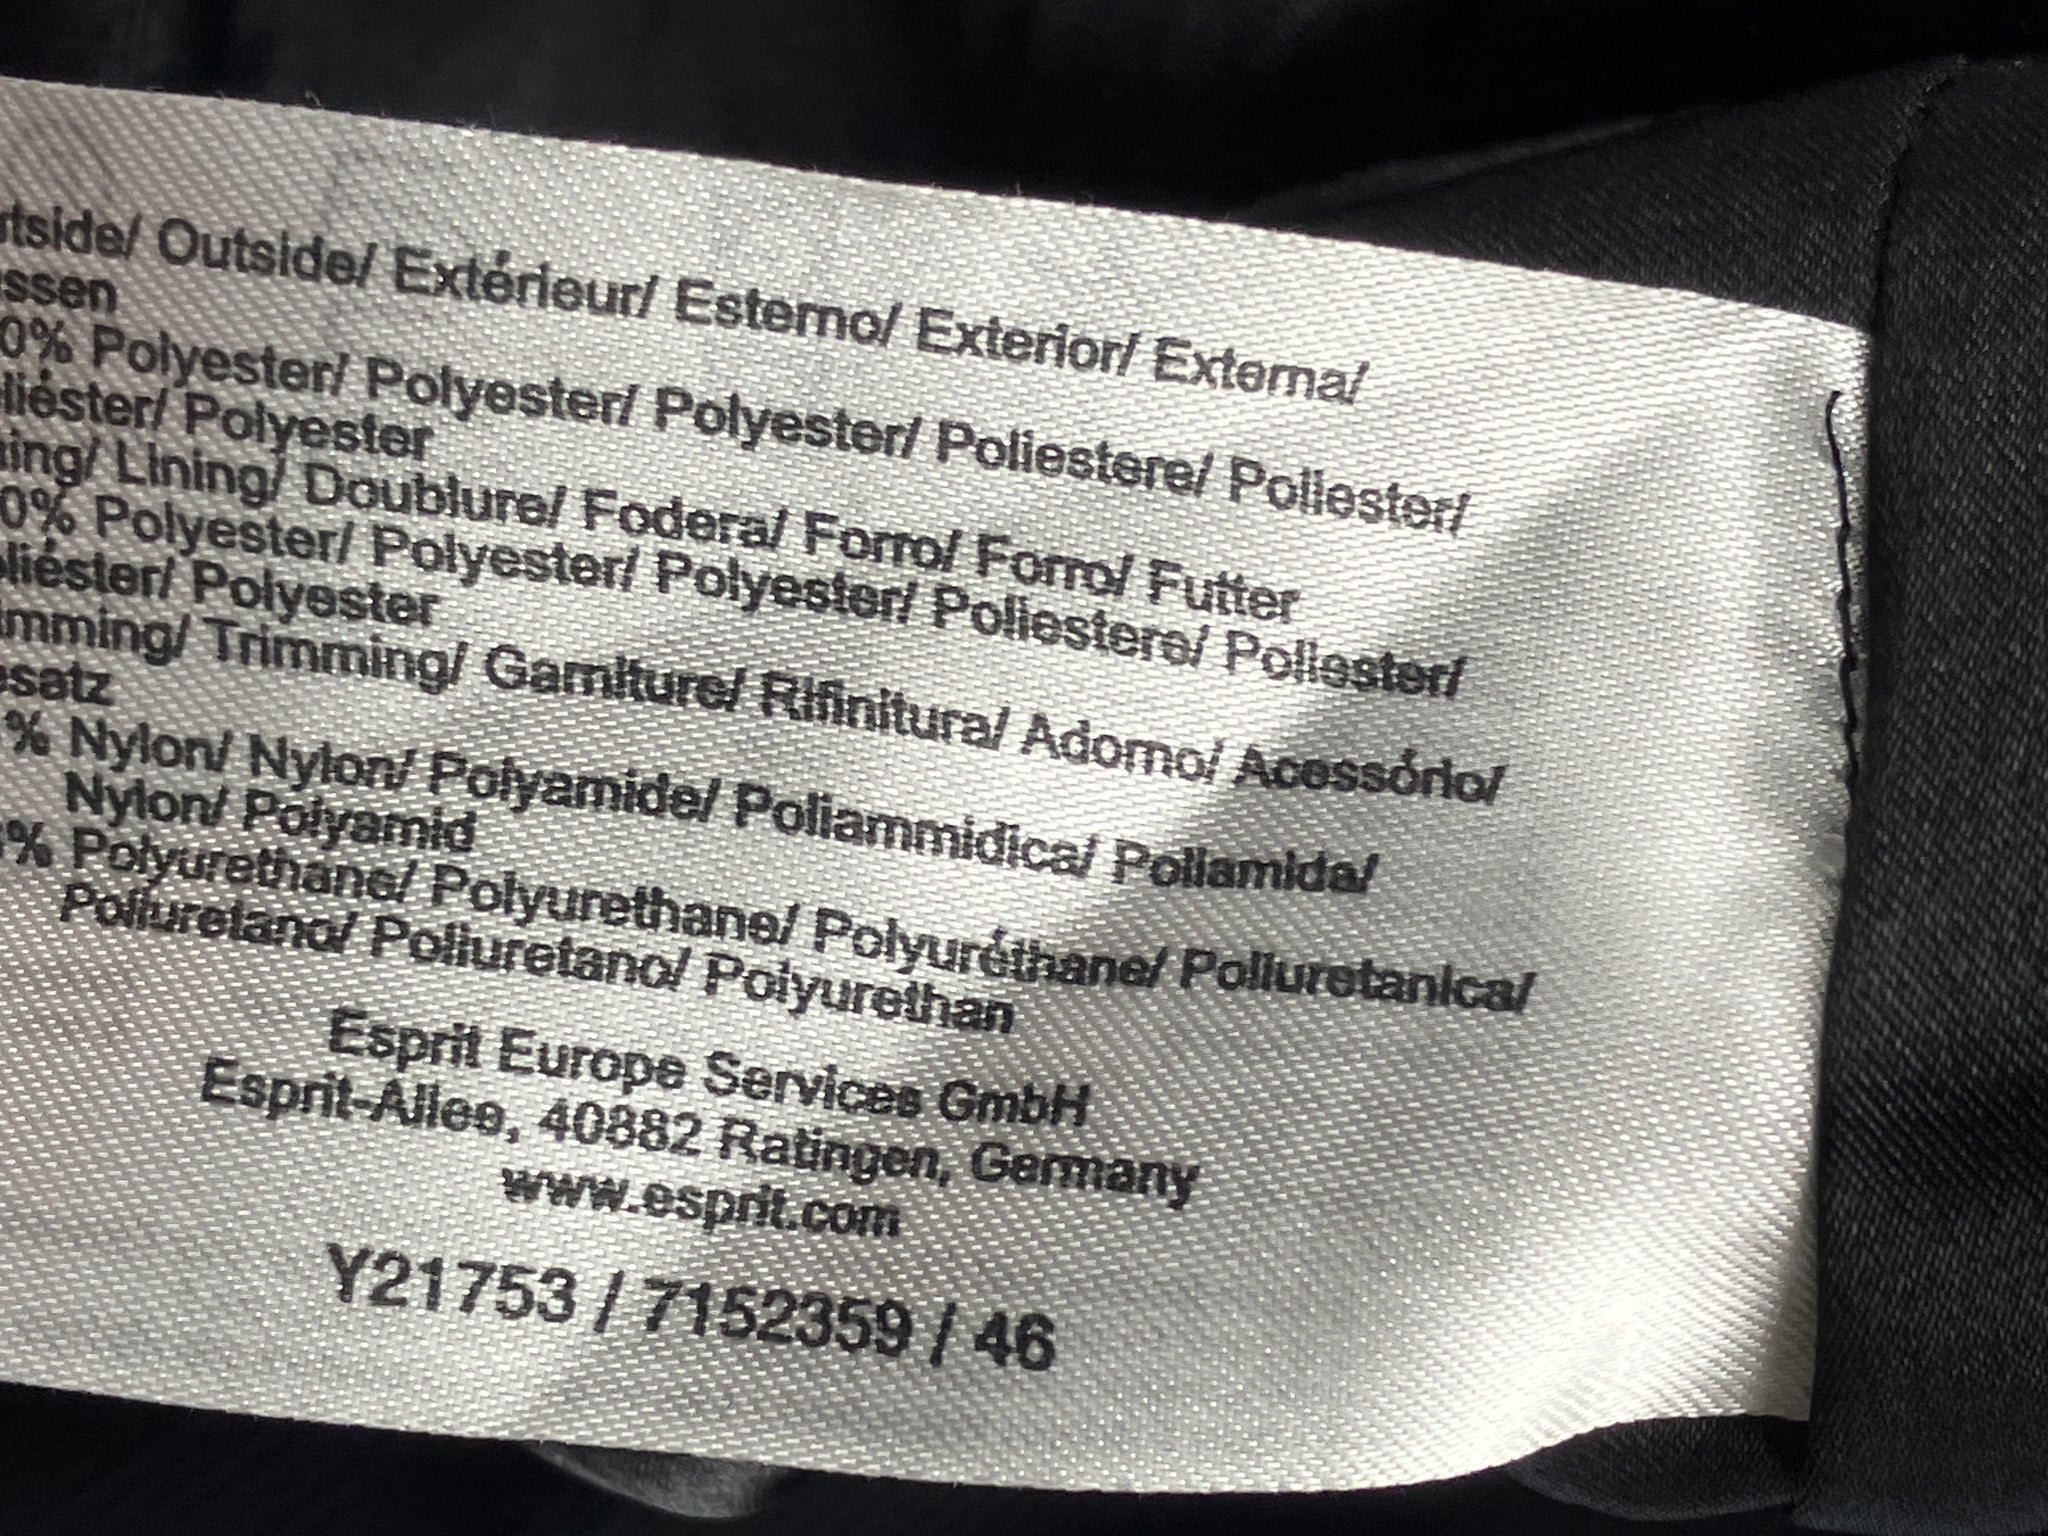 tside/ Outside/ Extérieur/ Esterno/ Exterior/ Externa/
ssen
0% Polyester/ Polyester/ Polyester/ Poliestere/ Poliester/
liéster/ Polyester
ing/ Lining/ Doublure/ Fodera/ Forro/ Forro/ Futter
0% Polyester/ Polyester/ Polyester/ Poliestere/ Poliester/
liéster/ Polyester
mming/ Trimming/ Garniture/ Rifinitura/ Adorno/ Acessório/
satz
% Nylon/ Nylon/ Polyamide/ Poliammidica/ Poliamida/
Nylon/ Polyamid
% Polyurethane/ Polyurethane/ Polyuréthane/ Poliuretanica/
Poliuretano/ Poliuretano/ Polyurethan
Esprit Europe Services GmbH
Esprit-Allee, 40882 Ratingen, Germany
www.esprit.com
Y21753 / 7152359 / 46